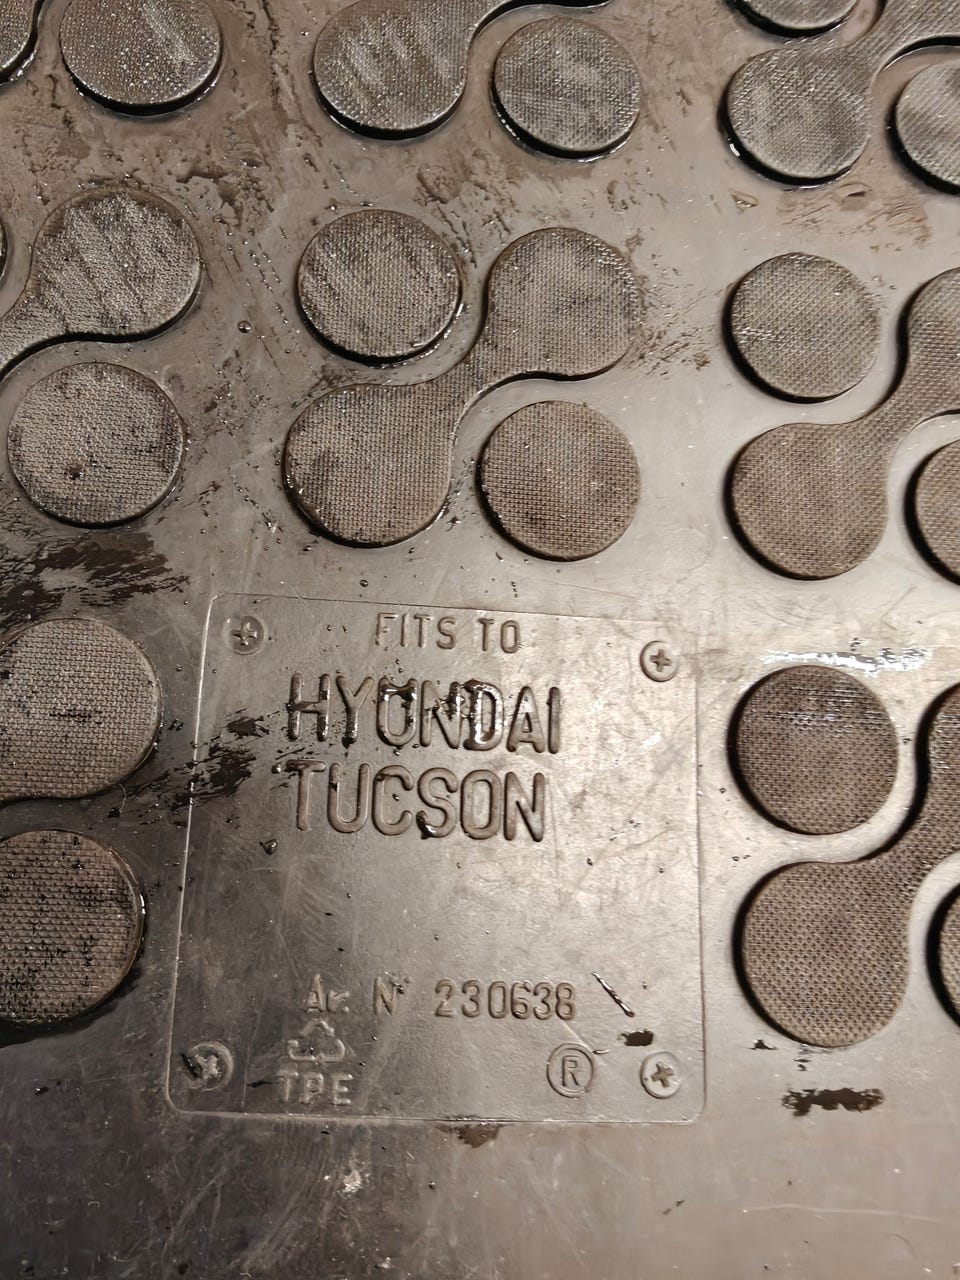 FITS TO
HYUNDAI
TUCSON
Ar. N° 230638
TPE
®